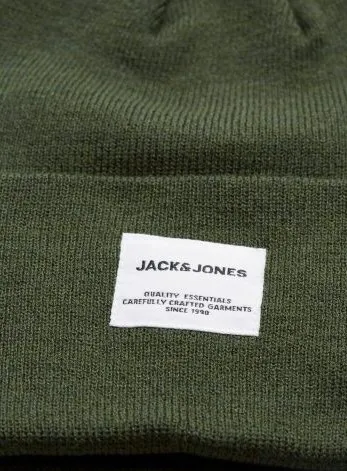 JACK&JONES
QUALITY ESSENTIALS
CAREFULLY CRAFTED GARMENTS
SINCE 1990